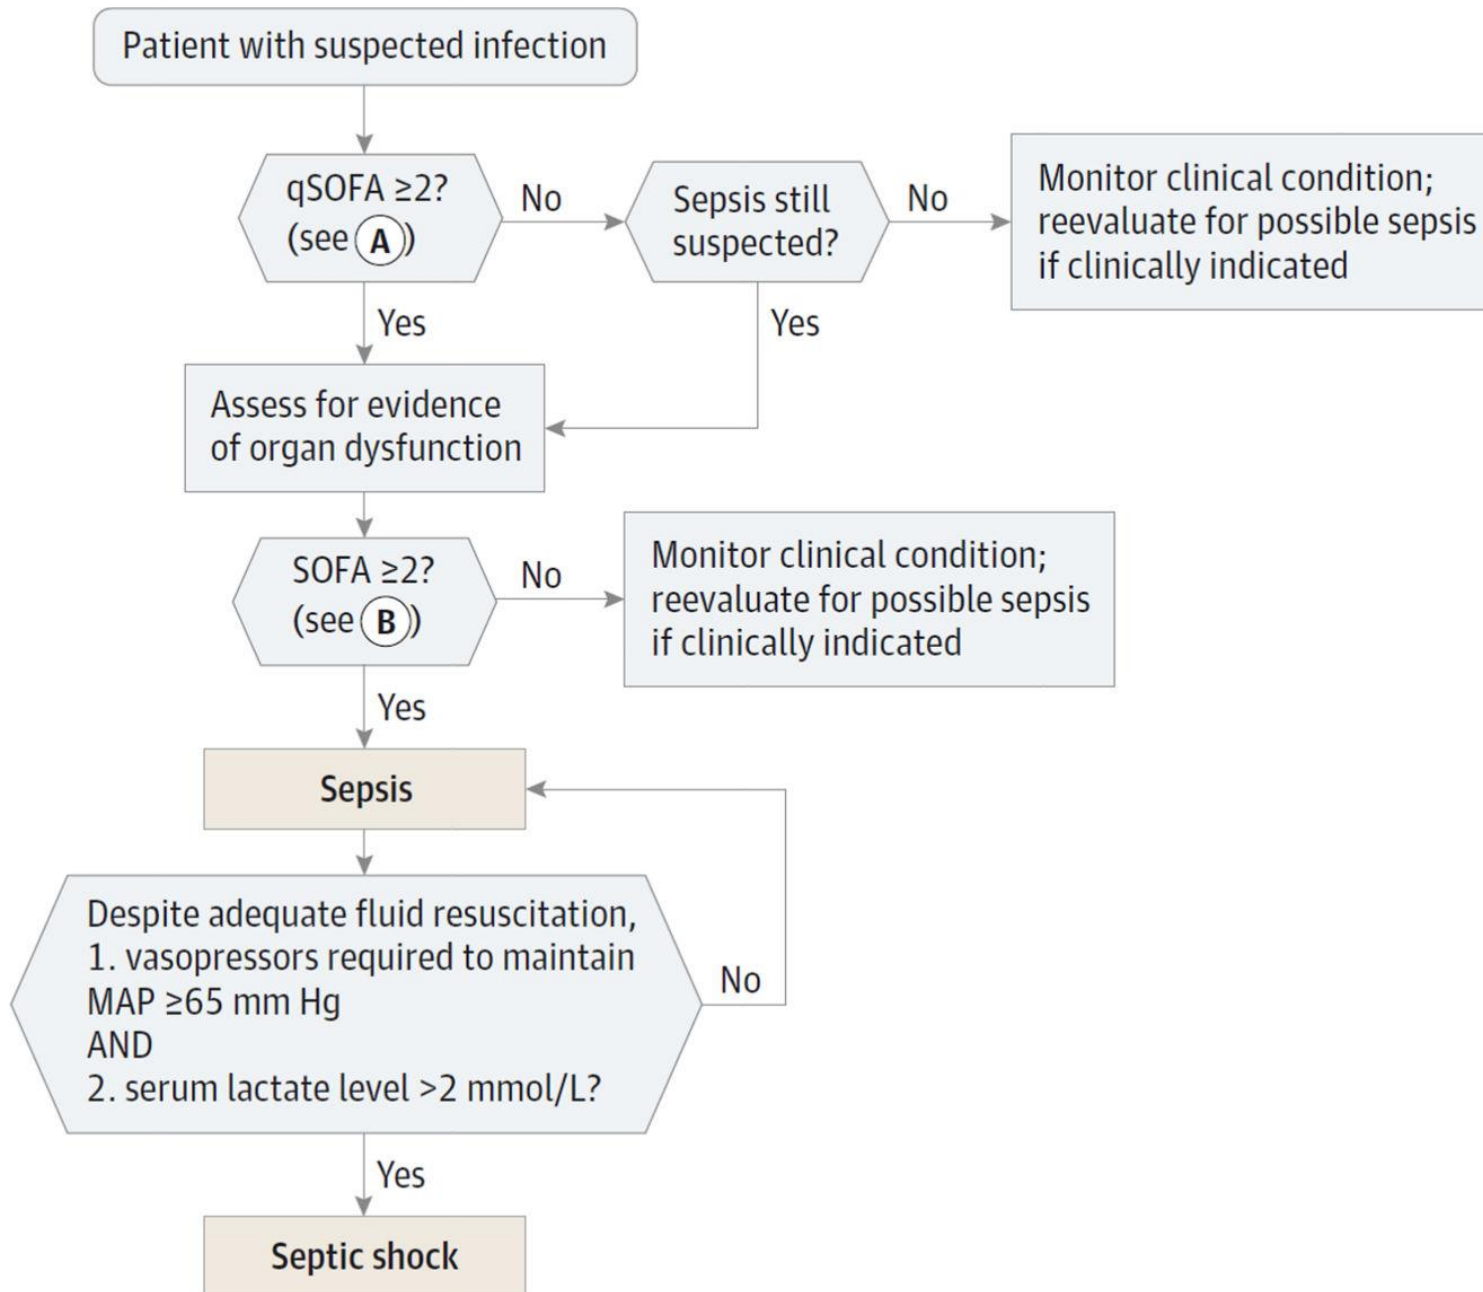 Patient with suspected infection
qSOFA ≥2?
(see A)
No
Sepsis still
suspected?
No
Monitor clinical condition;
reevaluate for possible sepsis
if clinically indicated
Yes
Yes
Assess for evidence
of organ dysfunction
SOFA ≥2?
(see B)
No
Monitor clinical condition;
reevaluate for possible sepsis
if clinically indicated
Yes
Sepsis
Despite adequate fluid resuscitation,
1. vasopressors required to maintain
MAP ≥65 mm Hg
AND
2. serum lactate level >2 mmol/L?
No
Yes
Septic shock